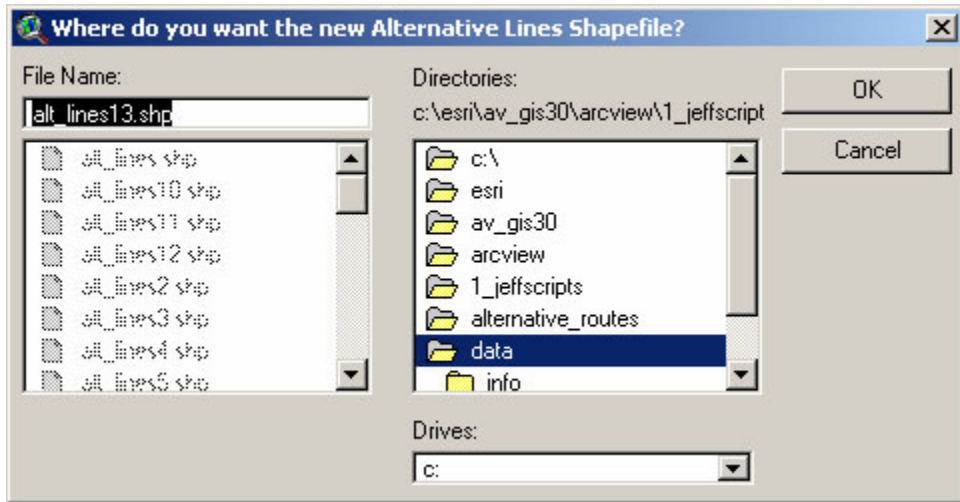 Where do you want the new Alternative Lines Shapefile?
File Name:
alt_lines13.shp
alt_lines.shp
alt_lines10.shp
alt_lines11.shp
alt_lines12.shp
alt_lines2.shp
alt_lines3.shp
alt_lines4.shp
alt_lines5.shp
Directories:
c:\esri\av_gis30\arcview\1_jeffscript
c:\
esri
av_gis30
arcview
1_jeffscripts
alternative_routes
data
info
Drives:
c:
OK
Cancel